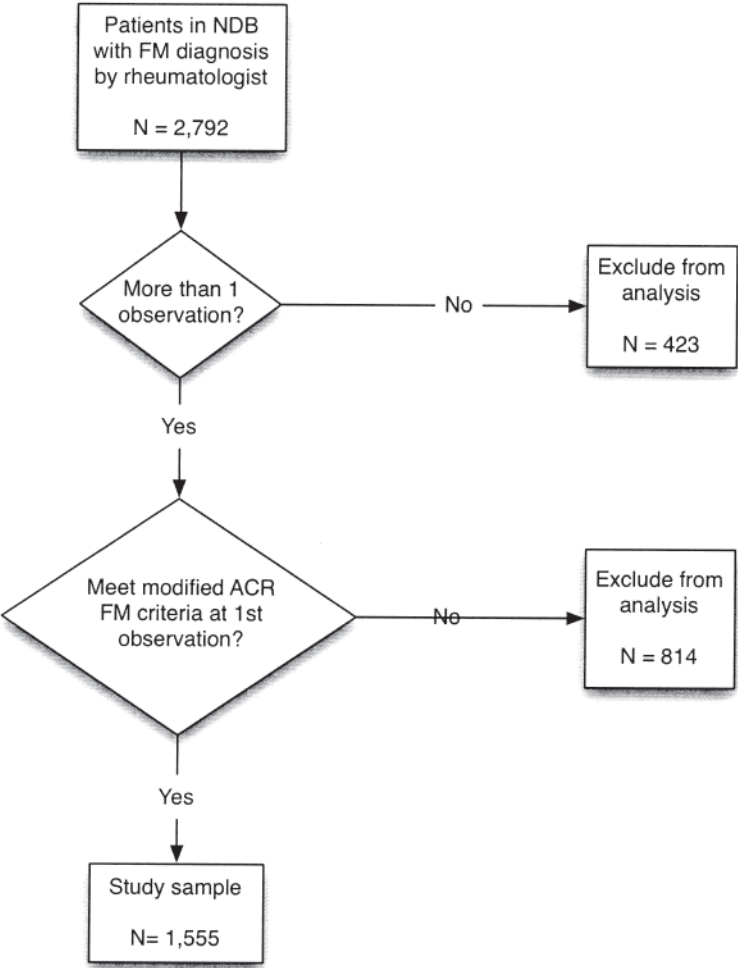 Patients in NDB
with FM diagnosis
by rheumatologist
N = 2,792
More than 1
observation?
No
Exclude from
analysis
N = 423
Yes
Meet modified ACR
FM criteria at 1st
observation?
No
Exclude from
analysis
N = 814
Yes
Study sample
N= 1,555